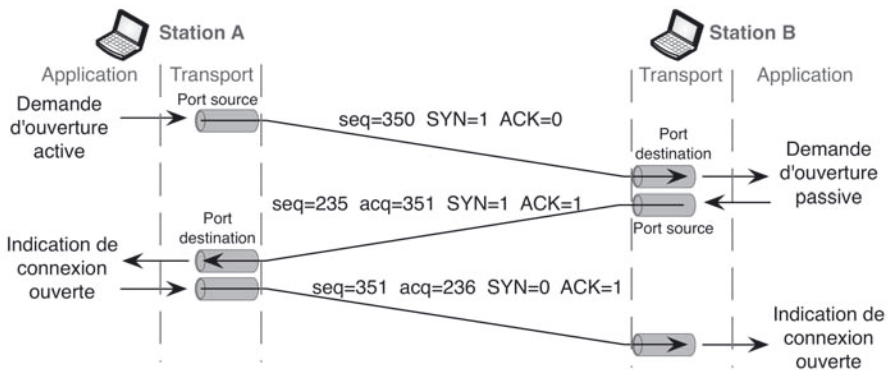 Station A
Station B
Application
Transport
Transport
Application
Demande
d'ouverture
active
Port source
seq=350 SYN=1 ACK=0
Port
destination
Demande
d'ouverture
passive
seq=235 acq=351 SYN=1 ACK=1
Port source
Port
destination
Indication de
connexion
ouverte
seq=351 acq=236 SYN=0 ACK=1
Indication de
connexion
ouverte